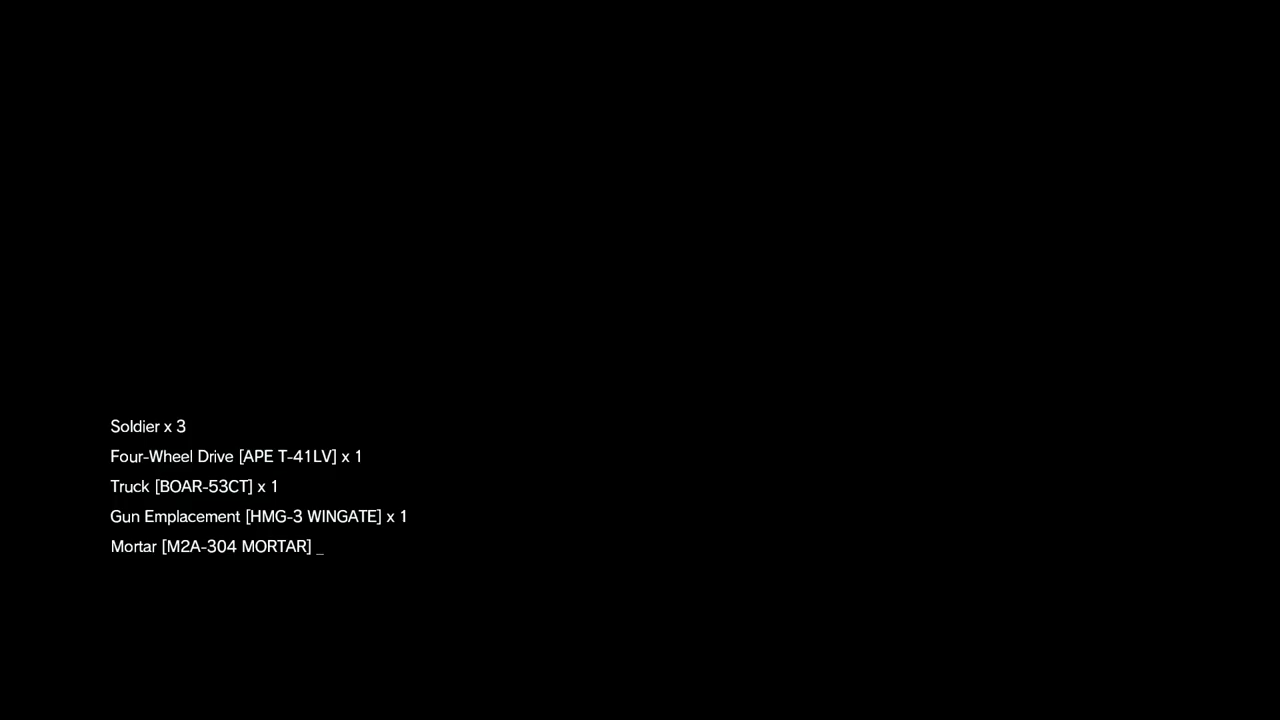 Soldier x 3
Four-Wheel Drive [APE T-41LV] x 1
Truck [BOAR-53CT] x 1
Gun Emplacement [HMG-3 WINGATE] x 1
Mortar [M2A-304 MORTAR] _